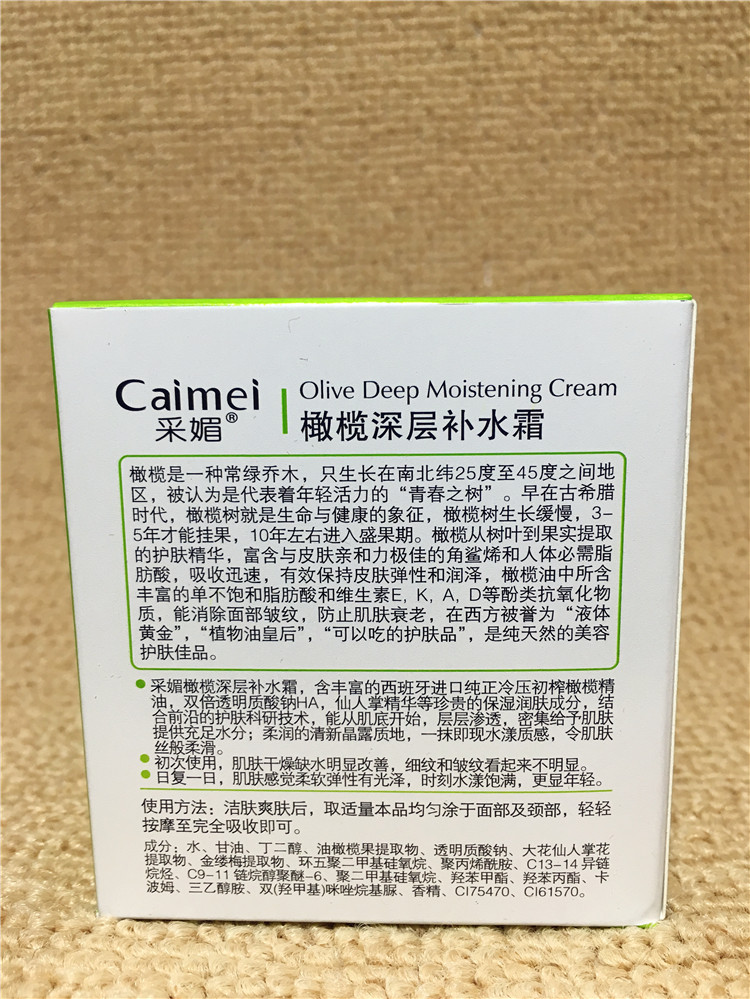 Caimei
采媚®
Olive Deep Moistening Cream
橄榄深层补水霜
橄榄是一种常绿乔木，只生长在南北纬25度至45度之间地
区，被认为是代表着年轻活力的“青春之树”。早在古希腊
时代，橄榄树就是生命与健康的象征，橄榄树生长缓慢，3-
5年才能挂果，10年左右进入盛果期。橄榄从树叶到果实提取
的护肤精华，富含与皮肤亲和力极佳的角鲨烯和人体必需脂
肪酸，吸收迅速，有效保持皮肤弹性和润泽，橄榄油中所含
丰富的单不饱和脂肪酸和维生素E, K, A, D等酚类抗氧化物
质，能消除面部皱纹，防止肌肤衰老，在西方被誉为“液体
黄金”，“植物油皇后”，“可以吃的护肤品”，是纯天然的美容
护肤佳品。
●采媚橄榄深层补水霜，含丰富的西班牙进口纯正冷压初榨橄榄精
油，双倍透明质酸钠HA，仙人掌精华等珍贵的保湿润肤成分，结
合前沿的护肤科研技术，能从肌底开始，层层渗透，密集给予肌肤
提供充足水分；柔润的清新晶露质地，一抹即现水漾质感，令肌肤
丝般柔滑。
●初次使用，肌肤干燥缺水明显改善，细纹和皱纹看起来不明显。
●日复一日，肌肤感觉柔软弹性有光泽，时刻水漾饱满，更显年轻。
使用方法：洁肤爽肤后，取适量本品均匀涂于面部及颈部，轻轻
按摩至完全吸收即可。
成分：水、甘油、丁二醇、油橄榄果提取物、透明质酸钠、大花仙人掌花
提取物、金缕梅提取物、环五聚二甲基硅氧烷、聚丙烯酰胺、C13-14 异链
烷烃、C9-11 链烷醇聚醚-6、聚二甲基硅氧烷、羟苯甲酯、羟苯丙酯、卡
波姆、三乙醇胺、双(羟甲基)咪唑烷基脲、香精、CI75470、CI61570。